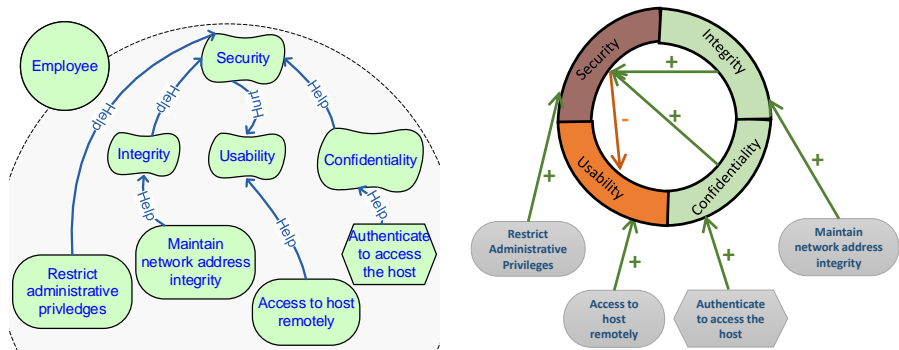 Employee
Security
Help
Help
Hurt
Help
Integrity
Usability
Confidentiality
Help
Help
Help
Restrict
administrative
priviledges
Maintain
network address
integrity
Access to host
remotely
Authenticate
to access
the host
Security
Integrity
Usability
Confidentiality
+
+
-
+
+
+
+
Restrict
Administrative
Privileges
Maintain
network address
integrity
Access to
host
remotely
Authenticate
to access the
host